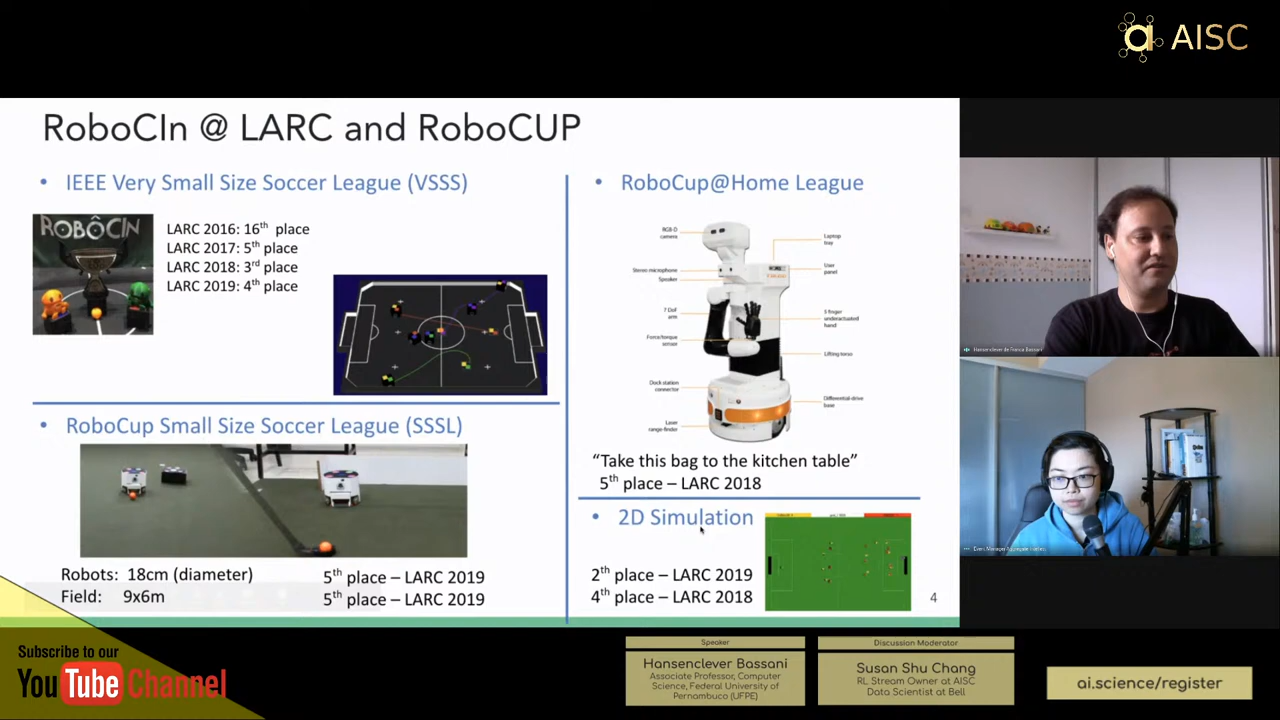 AISC
RoboCIn @ LARC and RoboCUP
• IEEE Very Small Size Soccer League (VSSS)
ROBÔCIN
LARC 2016: 16th place
LARC 2017: 5th place
LARC 2018: 3rd place
LARC 2019: 4th place
• RoboCup Small Size Soccer League (SSSL)
Robots: 18cm (diameter)
Field: 9x6m
5th place – LARC 2019
5th place – LARC 2019
• RoboCup@Home League
RGB-D
camera
Stereo microphone
Speaker
7 DoF
arm
Force/torque
sensor
Dock station
connector
Laser
range-finder
Laptop
tray
User
panel
5 finger
underactuated
hand
Lifting torso
Differential-drive
base
“Take this bag to the kitchen table”
5th place – LARC 2018
• 2D Simulation
2th place – LARC 2019
4th place – LARC 2018
4
Hansenclever de Franca Bassani
Subscribe to our
YouTube Channel
Speaker
Hansenclever Bassani
Associate Professor, Computer
Science, Federal University of
Pernambuco (UFPE)
Discussion Moderator
Susan Shu Chang
RL Stream Owner at AISC
Data Scientist at Bell
ai.science/register